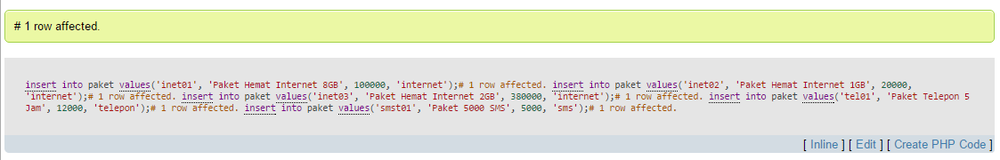 # 1 row affected.
insert into paket values('inet01', 'Paket Hemat Internet 8GB', 100000, 'internet');# 1 row affected. insert into paket values('inet02', 'Paket Hemat Internet 1GB', 20000,
'internet');# 1 row affected. insert into paket values('inet03', 'Paket Hemat Internet 2GB', 380000, 'internet');# 1 row affected. insert into paket values('tel01', 'Paket Telepon 5
Jam', 12000, 'telepon');# 1 row affected. insert into paket values('smst01', 'Paket 5000 SMS', 5000, 'sms');# 1 row affected.
[ Inline ] [ Edit ] [ Create PHP Code ]